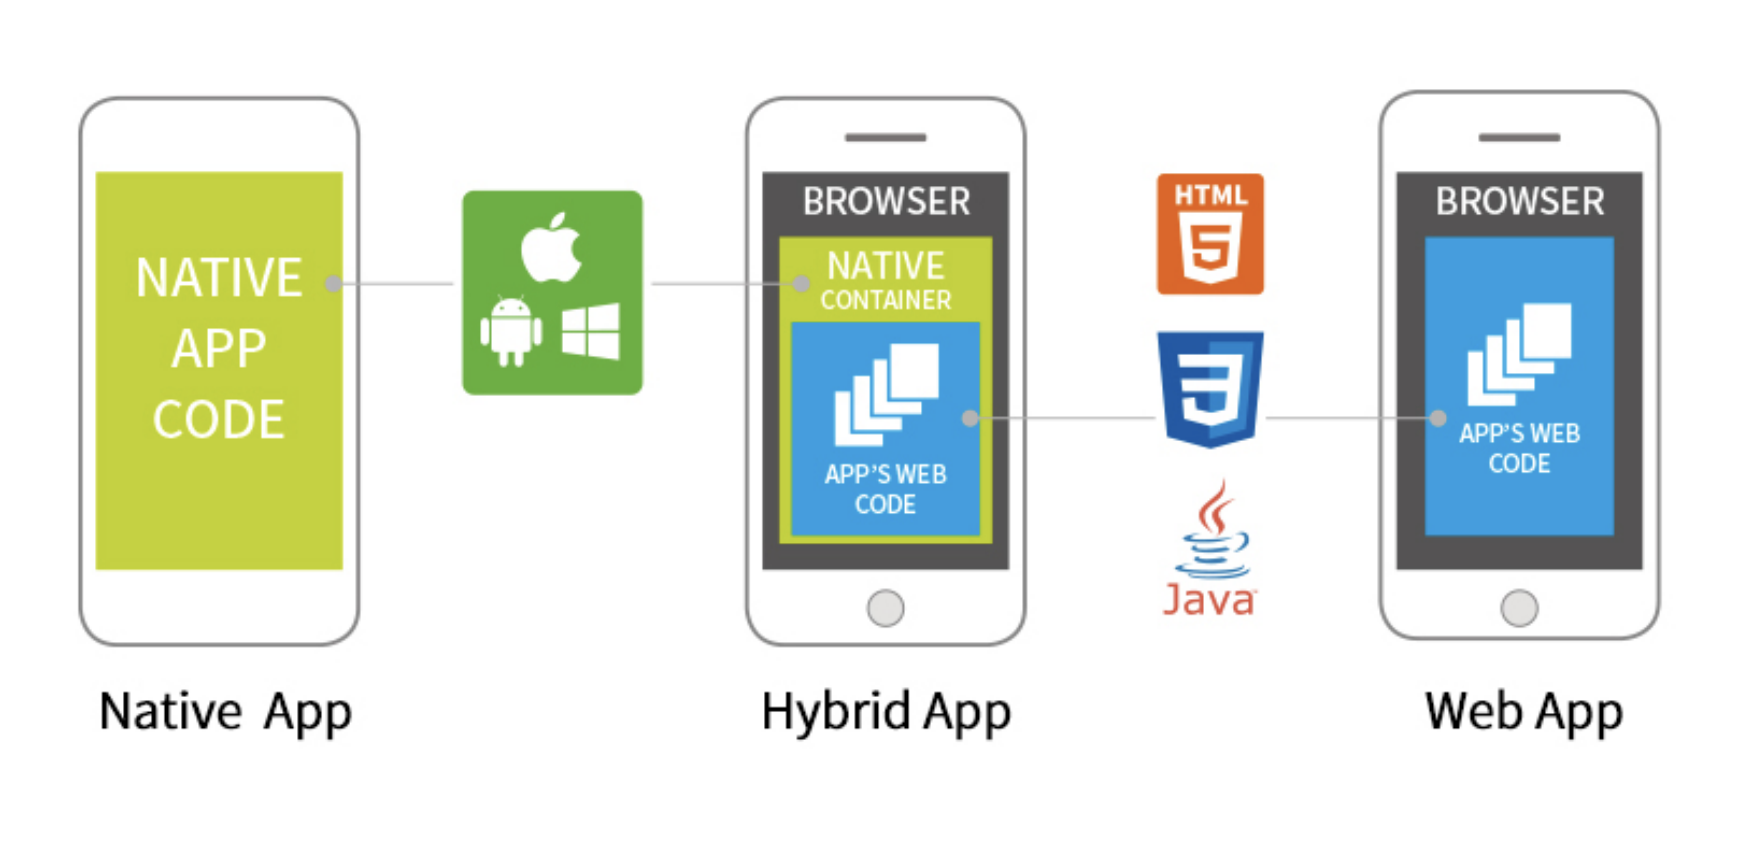 NATIVE
APP
CODE
BROWSER
NATIVE
CONTAINER
APP'S WEB
CODE
HTML
5
3
Java
BROWSER
APP'S WEB
CODE
Native App
Hybrid App
Web App